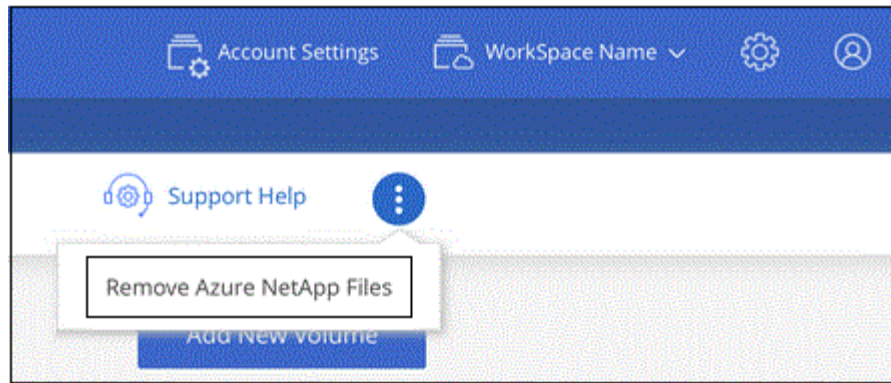 Account Settings WorkSpace Name
Support Help
Remove Azure NetApp Files
Add New Volume